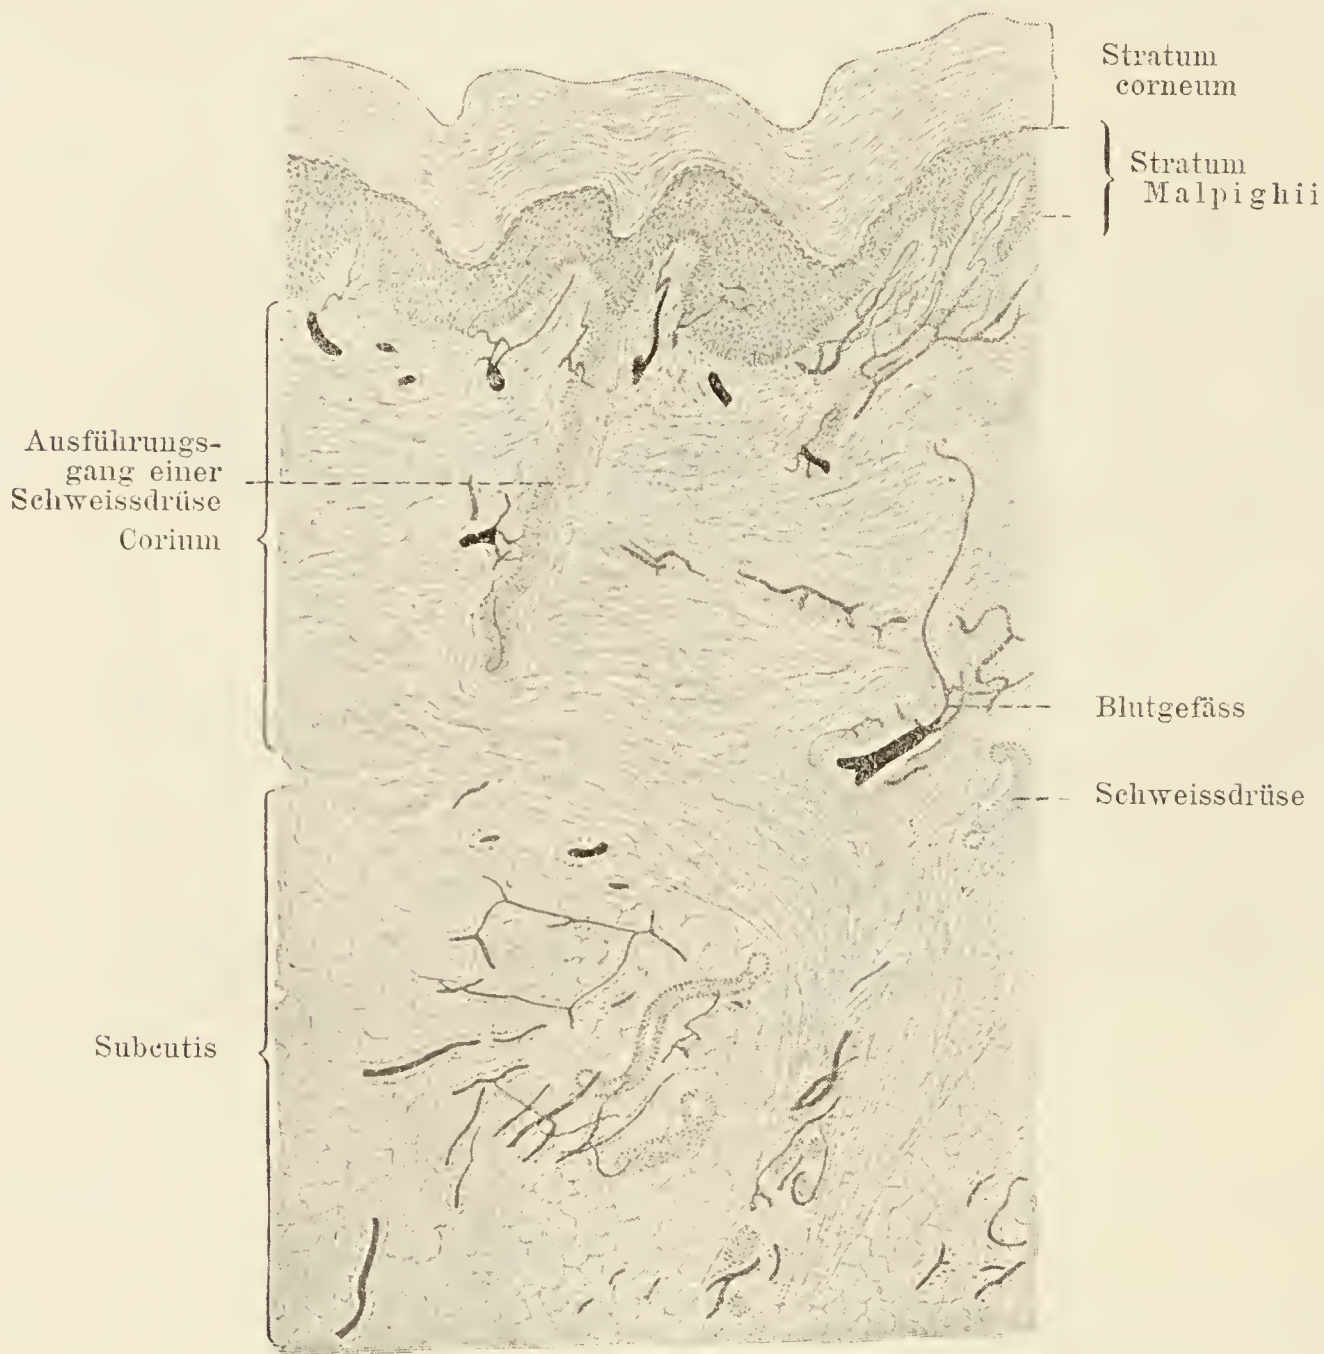 Stratum
corneum
Stratum
Malpighii
Ausführungs-
gang einer
Schweissdrüse
Corium
Blutgefäss
Schweissdrüse
Subcutis